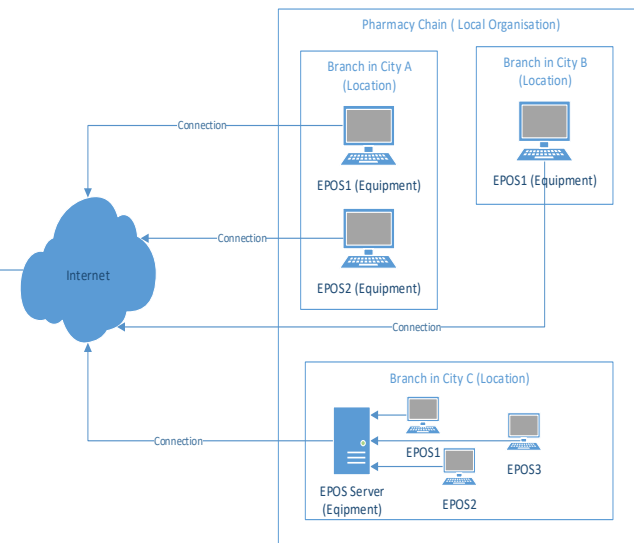 Pharmacy Chain ( Local Organisation)
Branch in City A
(Location)
Branch in City B
(Location)
Connection
EPOS1 (Equipment)
EPOS1 (Equipment)
Connection
Internet
EPOS2 (Equipment)
Connection
Branch in City C (Location)
Connection
EPOS1
EPOS3
EPOS Server
(Eqipment)
EPOS2